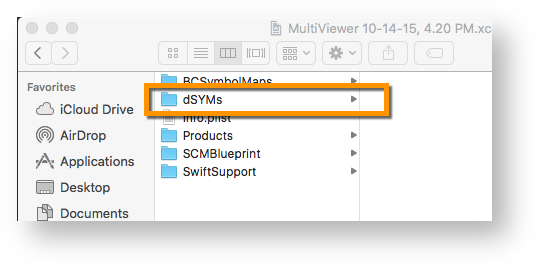 MultiViewer 10-14-15, 4.20 PM.xc
Favorites
iCloud Drive
AirDrop
Applications
Desktop
Documents
BCSymbolMaps
dSYMs
Info.plist
Products
SCMBlueprint
SwiftSupport